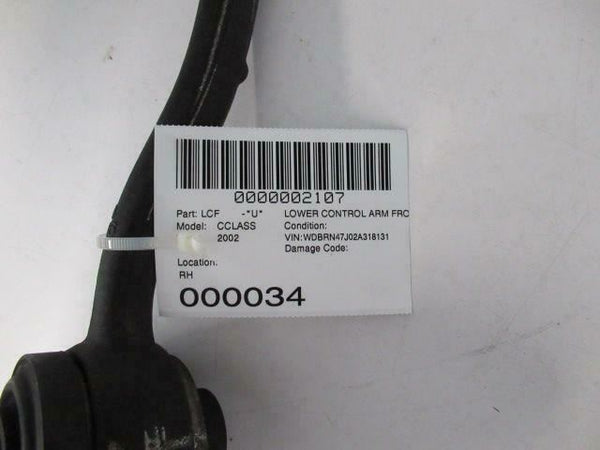 0000002107
Part: LCF -*U* LOWER CONTROL ARM FRO
Model: CCLASS Condition:
2002 VIN:WDBRN47J02A318131
Damage Code:
Location:
RH
000034